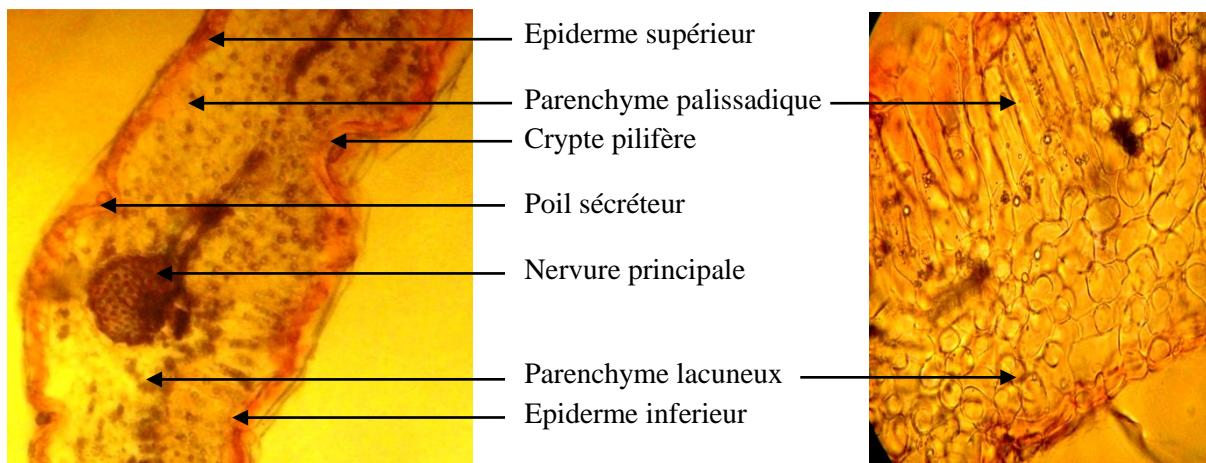 Epiderme supérieur
Parenchyme palissadique
Crypte pilifère
Poil sécréteur
Nervure principale
Parenchyme lacuneux
Epiderme inferieur